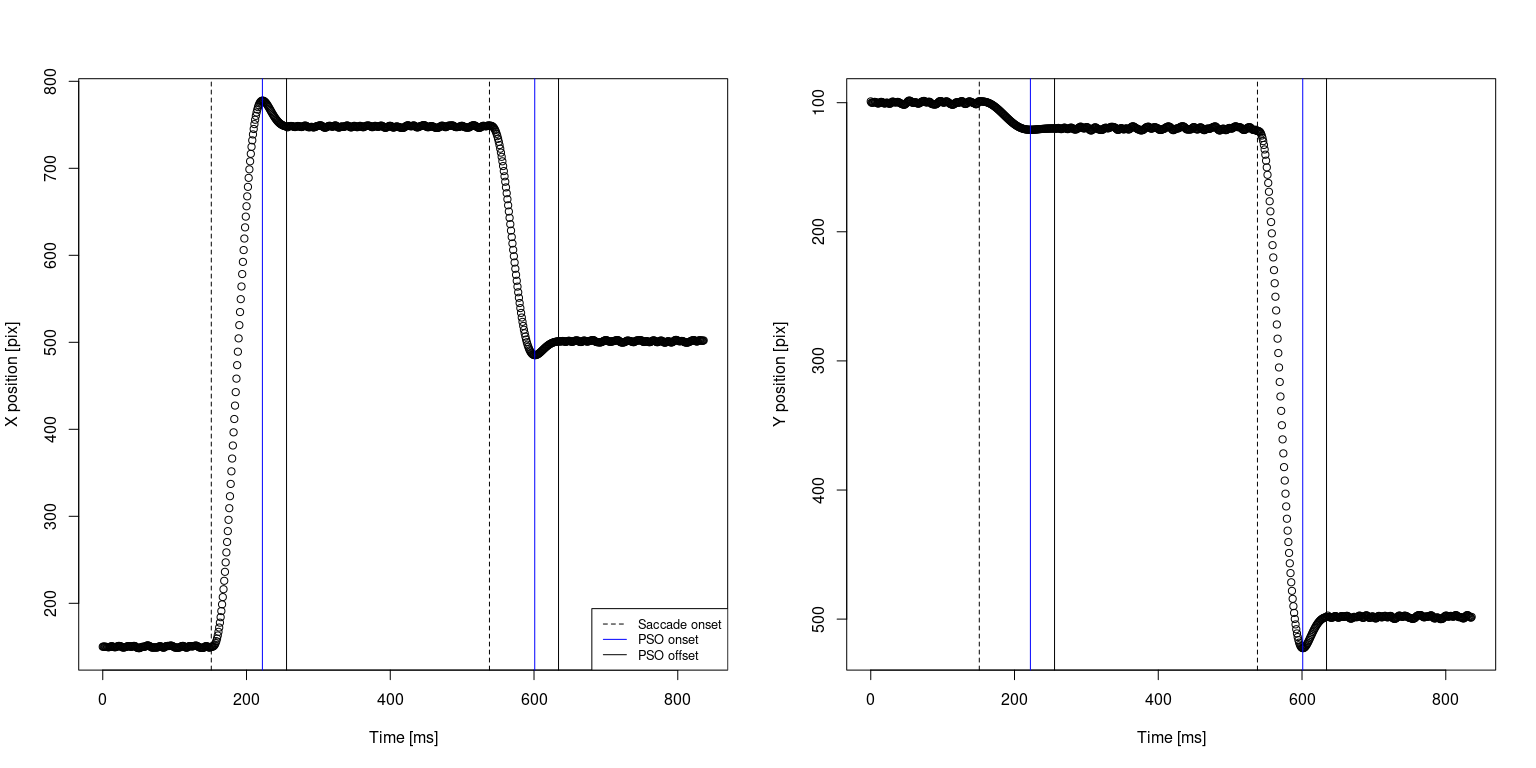 X position [pix]
800
700
600
500
400
300
200
0 200 400 600 800
Time [ms]
Saccade onset
PSO onset
PSO offset
Y position [pix]
100
200
300
400
500
0 200 400 600 800
Time [ms]